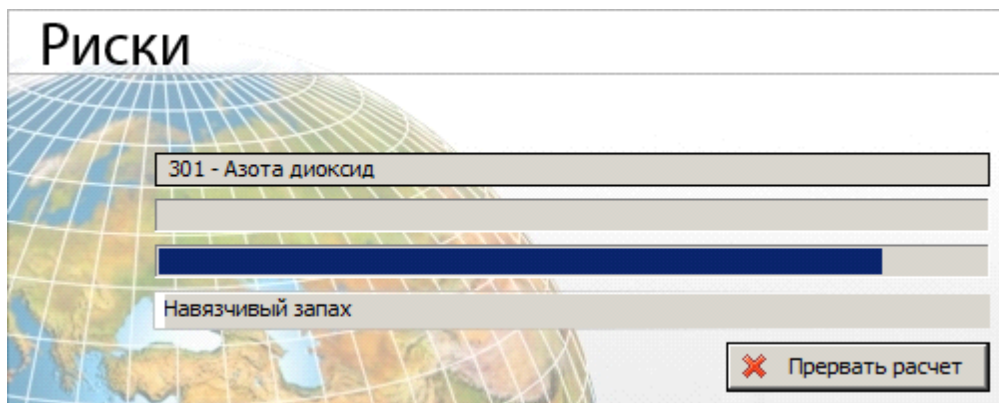 Риски
301 - Азота диоксид
Навязчивый запах
Прервать расчет